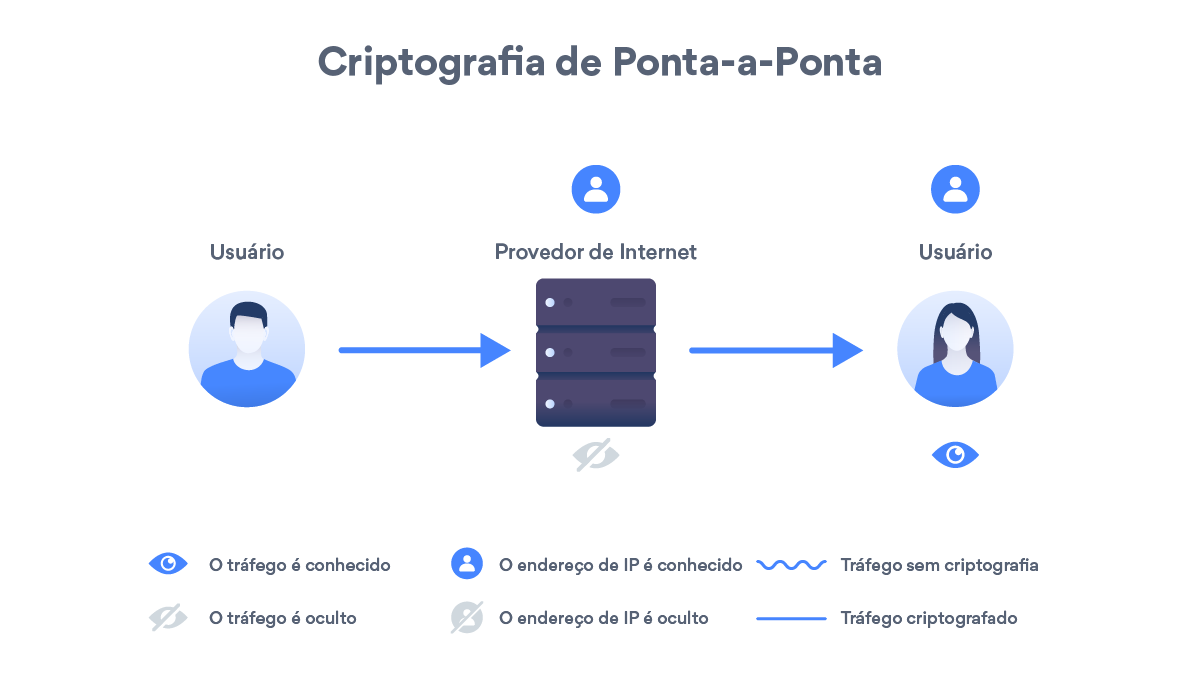 Criptografia de Ponta-a-Ponta
Usuário
Provedor de Internet
Usuário
O tráfego é conhecido
O endereço de IP é conhecido
Tráfego sem criptografia
O tráfego é oculto
O endereço de IP é oculto
Tráfego criptografado